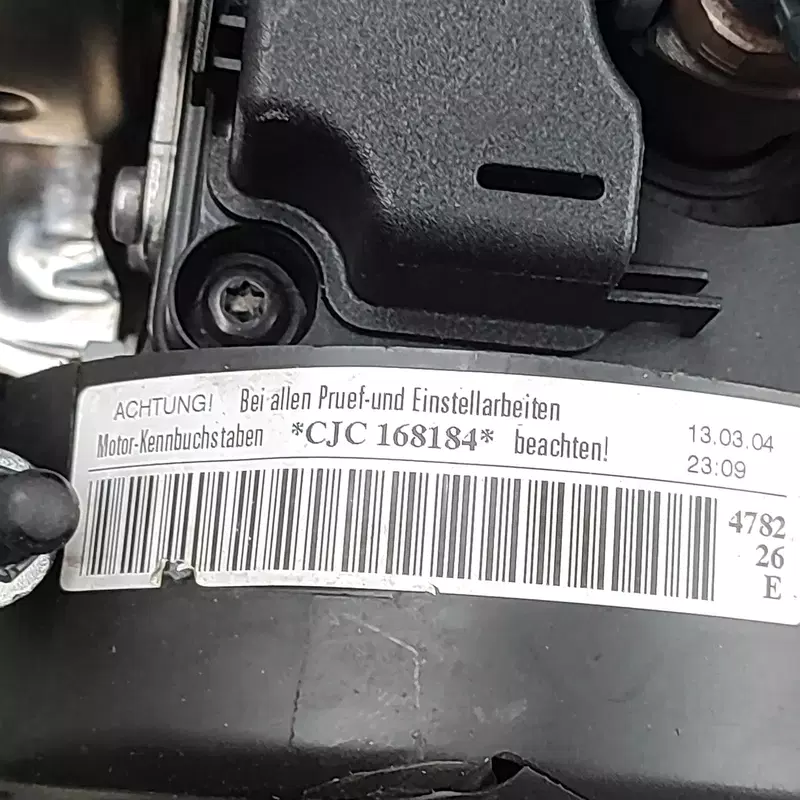 ACHTUNG! Bei allen Pruef-und Einstellarbeiten
Motor-Kennbuchstaben *CJC 168184* beachten!
13.03.04
23:09
4782
26
E